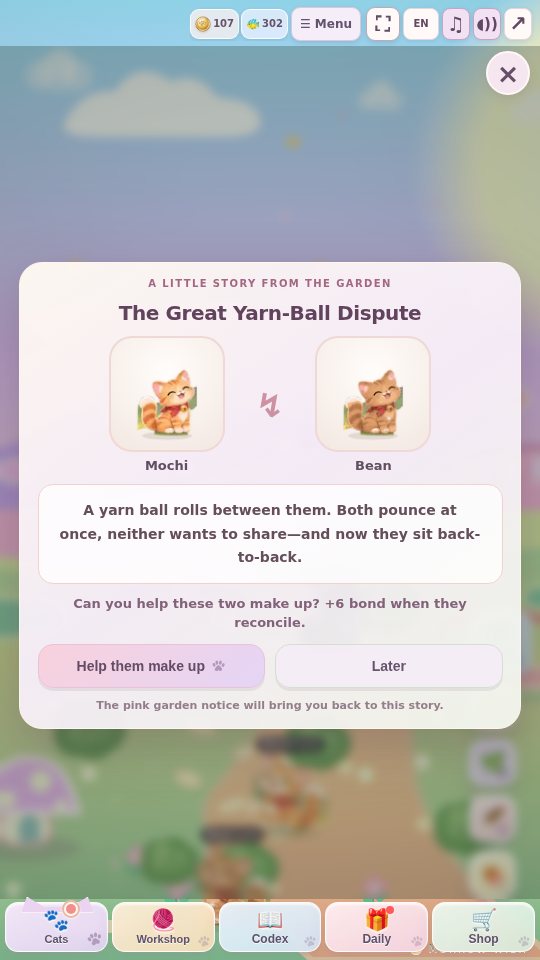 107
302
☰ Menu
EN
A LITTLE STORY FROM THE GARDEN
The Great Yarn-Ball Dispute
Mochi
Bean
A yarn ball rolls between them. Both pounce at
once, neither wants to share—and now they sit back-
to-back.
Can you help these two make up? +6 bond when they
reconcile.
Help them make up
Later
The pink garden notice will bring you back to this story.
Cats
Workshop
Codex
Daily
Shop